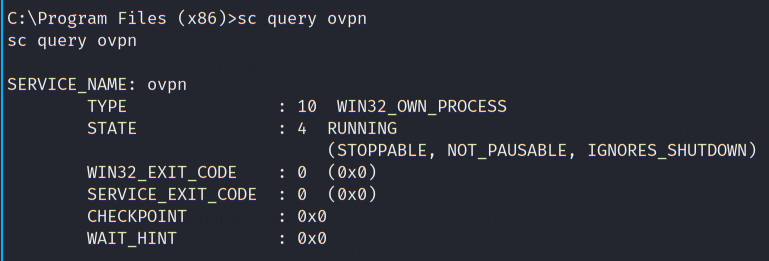 C:\Program Files (x86)>sc query ovpn
sc query ovpn
SERVICE_NAME: ovpn
TYPE : 10 WIN32_OWN_PROCESS
STATE : 4 RUNNING
(STOPPABLE, NOT_PAUSABLE, IGNORES_SHUTDOWN)
WIN32_EXIT_CODE : 0 (0x0)
SERVICE_EXIT_CODE : 0 (0x0)
CHECKPOINT : 0x0
WAIT_HINT : 0x0